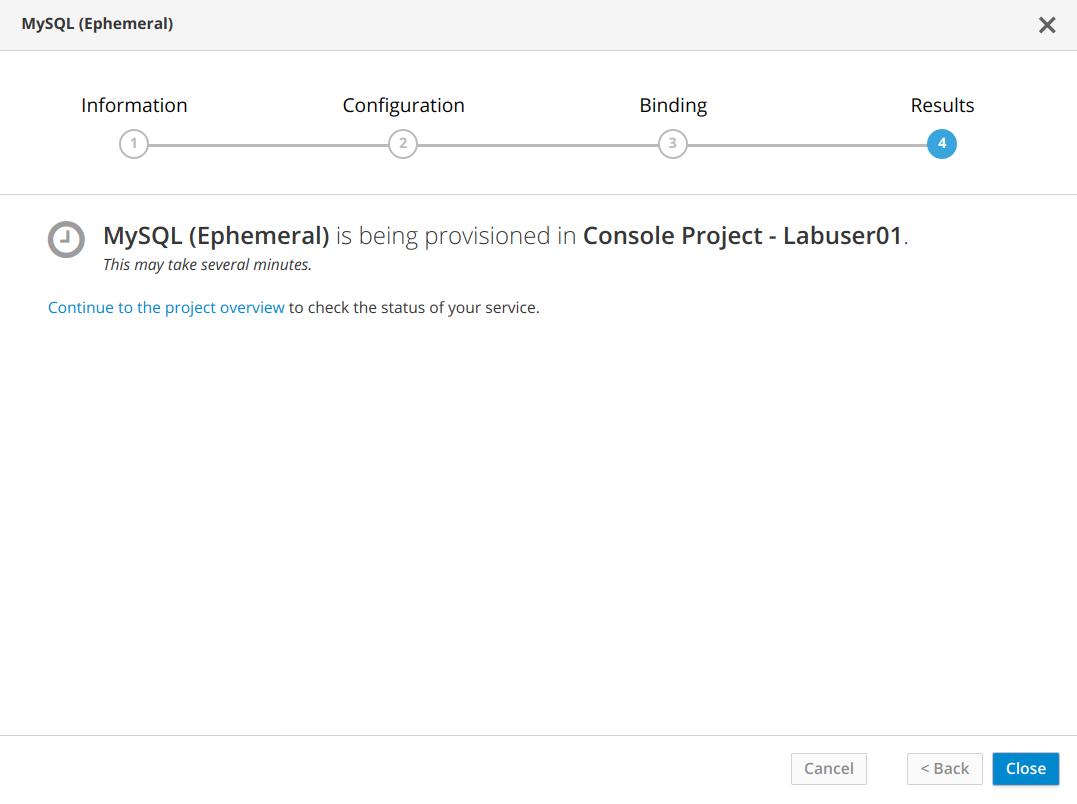 MySQL (Ephemeral)
Information
Configuration
Binding
Results
1
2
3
4
MySQL (Ephemeral) is being provisioned in Console Project - Labuser01.
This may take several minutes.
Continue to the project overview to check the status of your service.
Cancel
< Back
Close